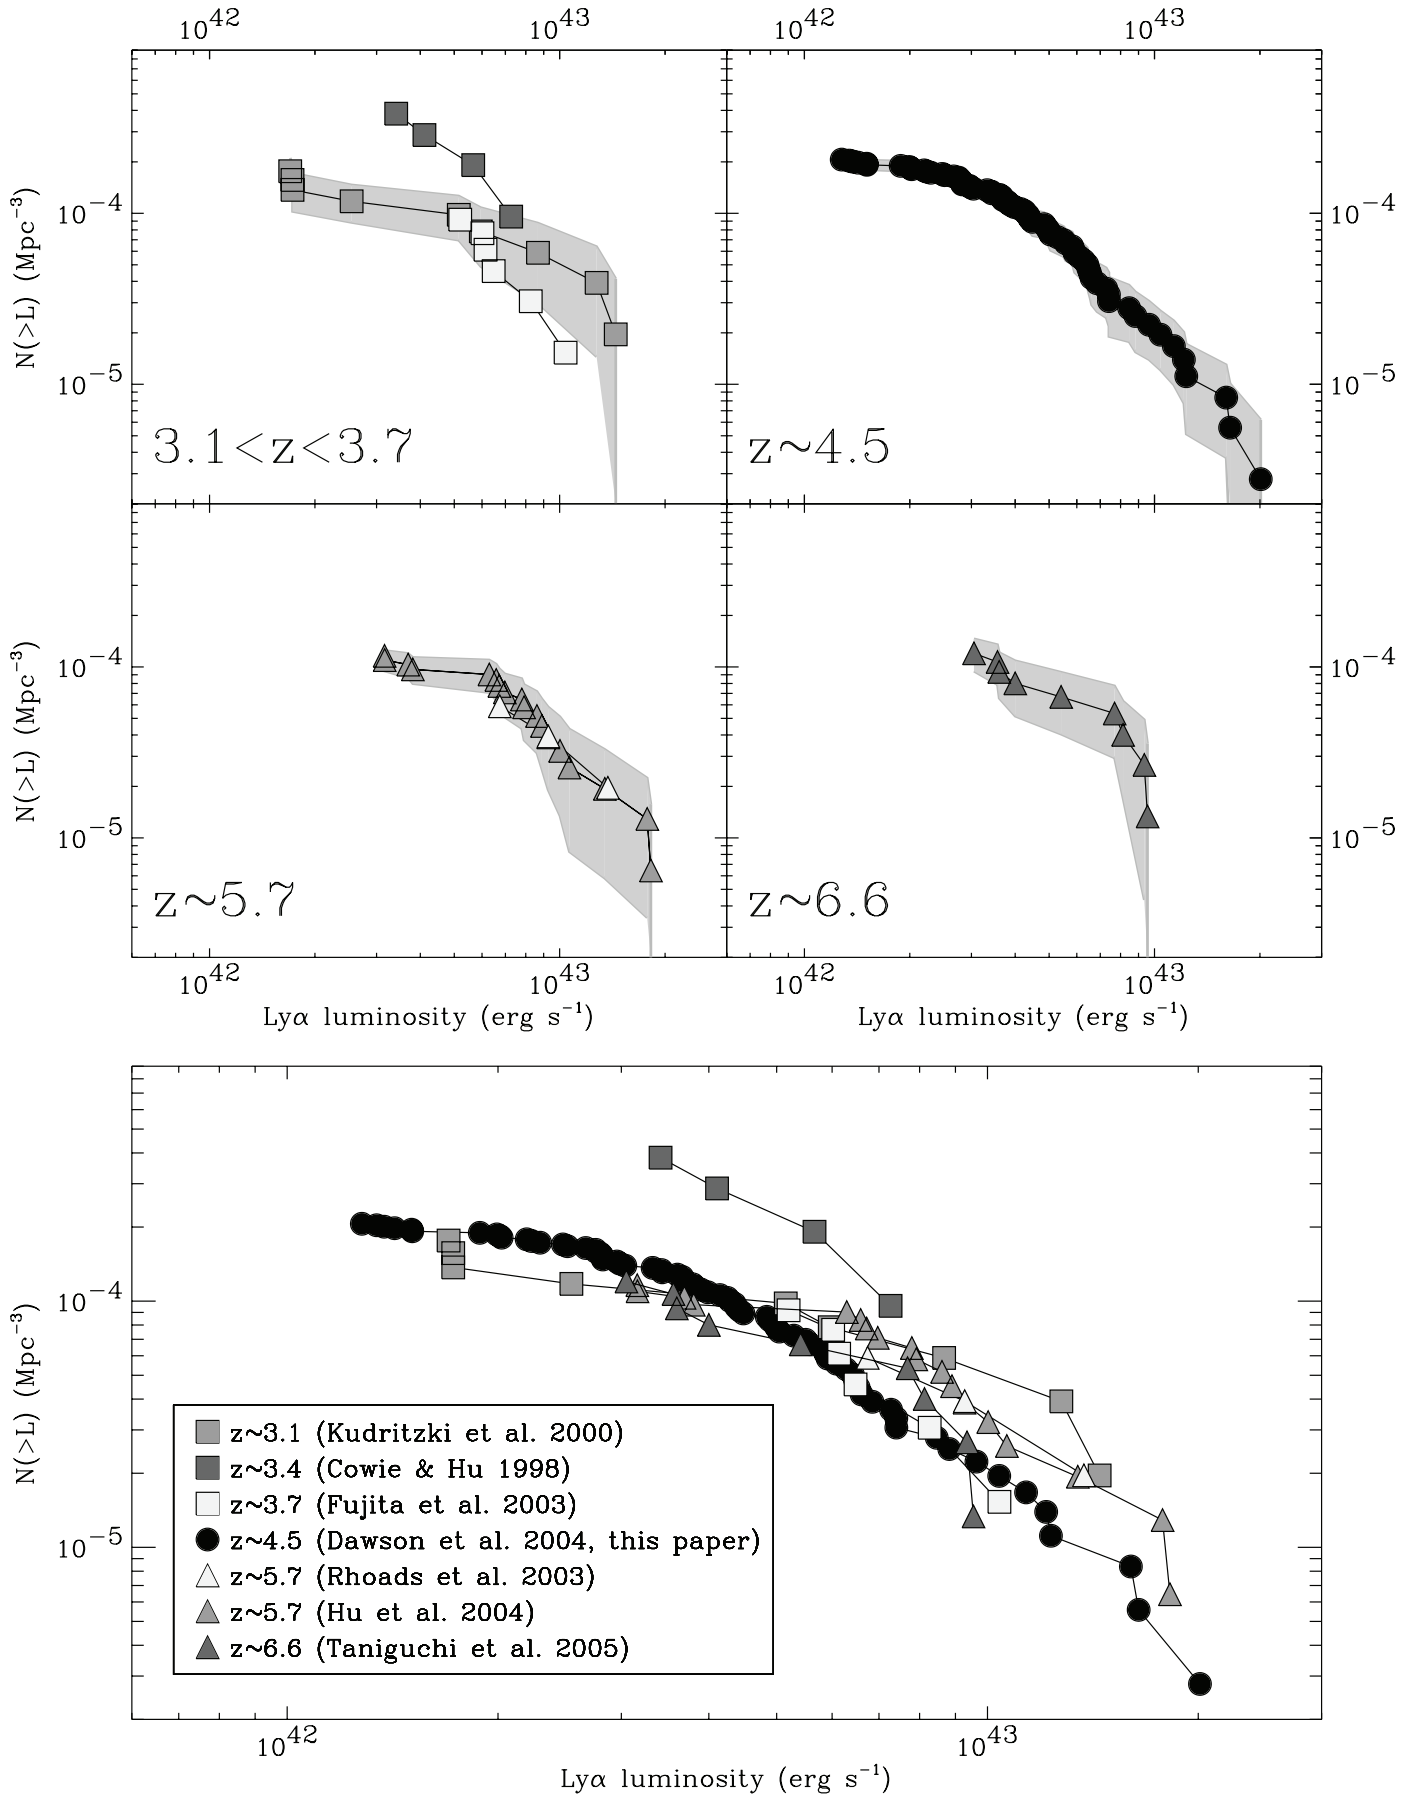 10^42 10^43 10^42 10^43
N(>L) (Mpc^-3)
10^-4
10^-5
10^-4
10^-5
3.1<z<3.7
z~4.5
N(>L) (Mpc^-3)
10^-4
10^-5
10^-4
10^-5
z~5.7
z~6.6
10^42 10^43 10^42 10^43
Lyα luminosity (erg s^-1) Lyα luminosity (erg s^-1)
N(>L) (Mpc^-3)
10^-4
10^-5
z~3.1 (Kudritzki et al. 2000)
z~3.4 (Cowie & Hu 1998)
z~3.7 (Fujita et al. 2003)
z~4.5 (Dawson et al. 2004, this paper)
z~5.7 (Rhoads et al. 2003)
z~5.7 (Hu et al. 2004)
z~6.6 (Taniguchi et al. 2005)
10^42 10^43
Lyα luminosity (erg s^-1)